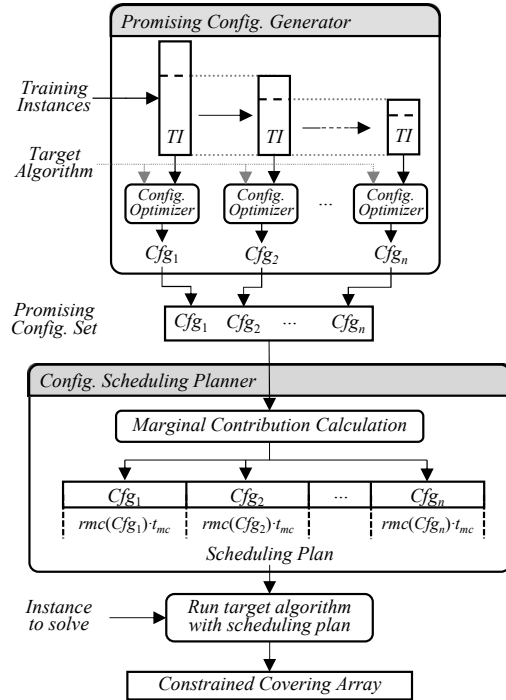 Promising Config. Generator
Training
Instances
TI
TI
TI
Target
Algorithm
Config.
Optimizer
Config.
Optimizer
...
Config.
Optimizer
Cfg1
Cfg2
Cfgn
Promising
Config. Set
Cfg1 Cfg2 ... Cfgn
Config. Scheduling Planner
Marginal Contribution Calculation
Cfg1 Cfg2 ... Cfgn
rmc(Cfg1)·tmc rmc(Cfg2)·tmc rmc(Cfgn)·tmc
Scheduling Plan
Instance
to solve
Run target algorithm
with scheduling plan
Constrained Covering Array